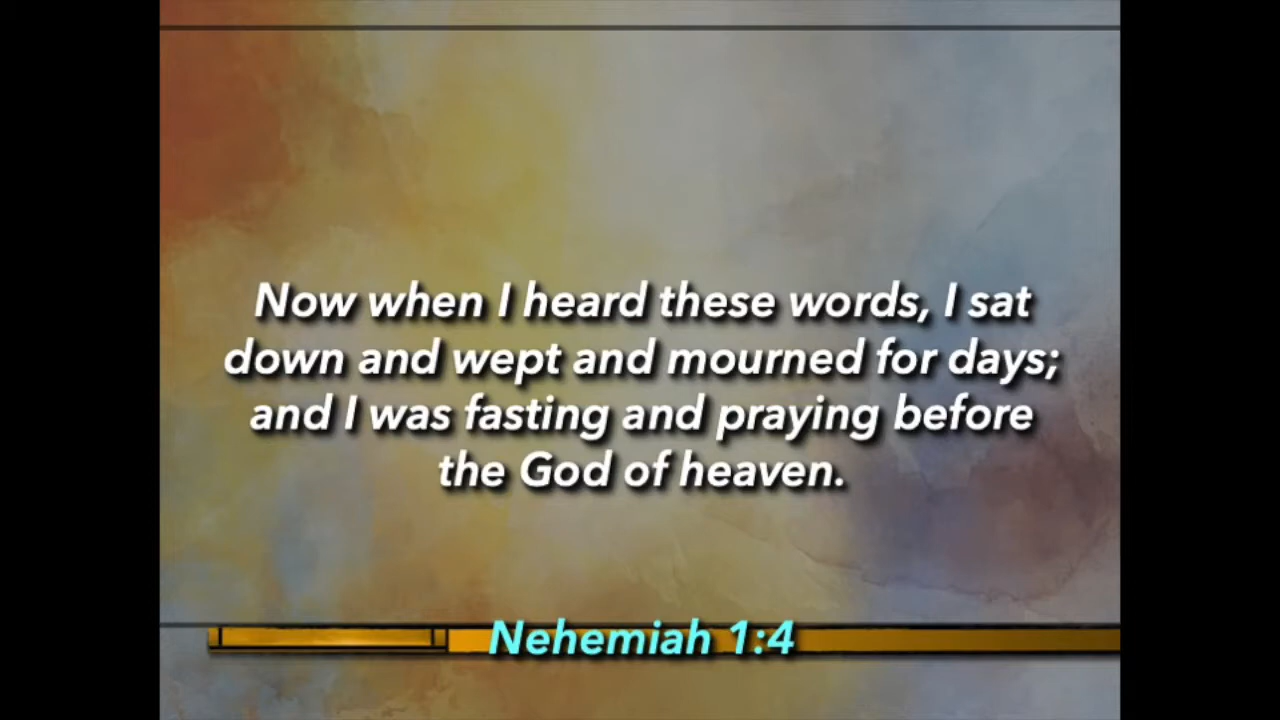 Now when I heard these words, I sat
down and wept and mourned for days;
and I was fasting and praying before
the God of heaven.
Nehemiah 1:4